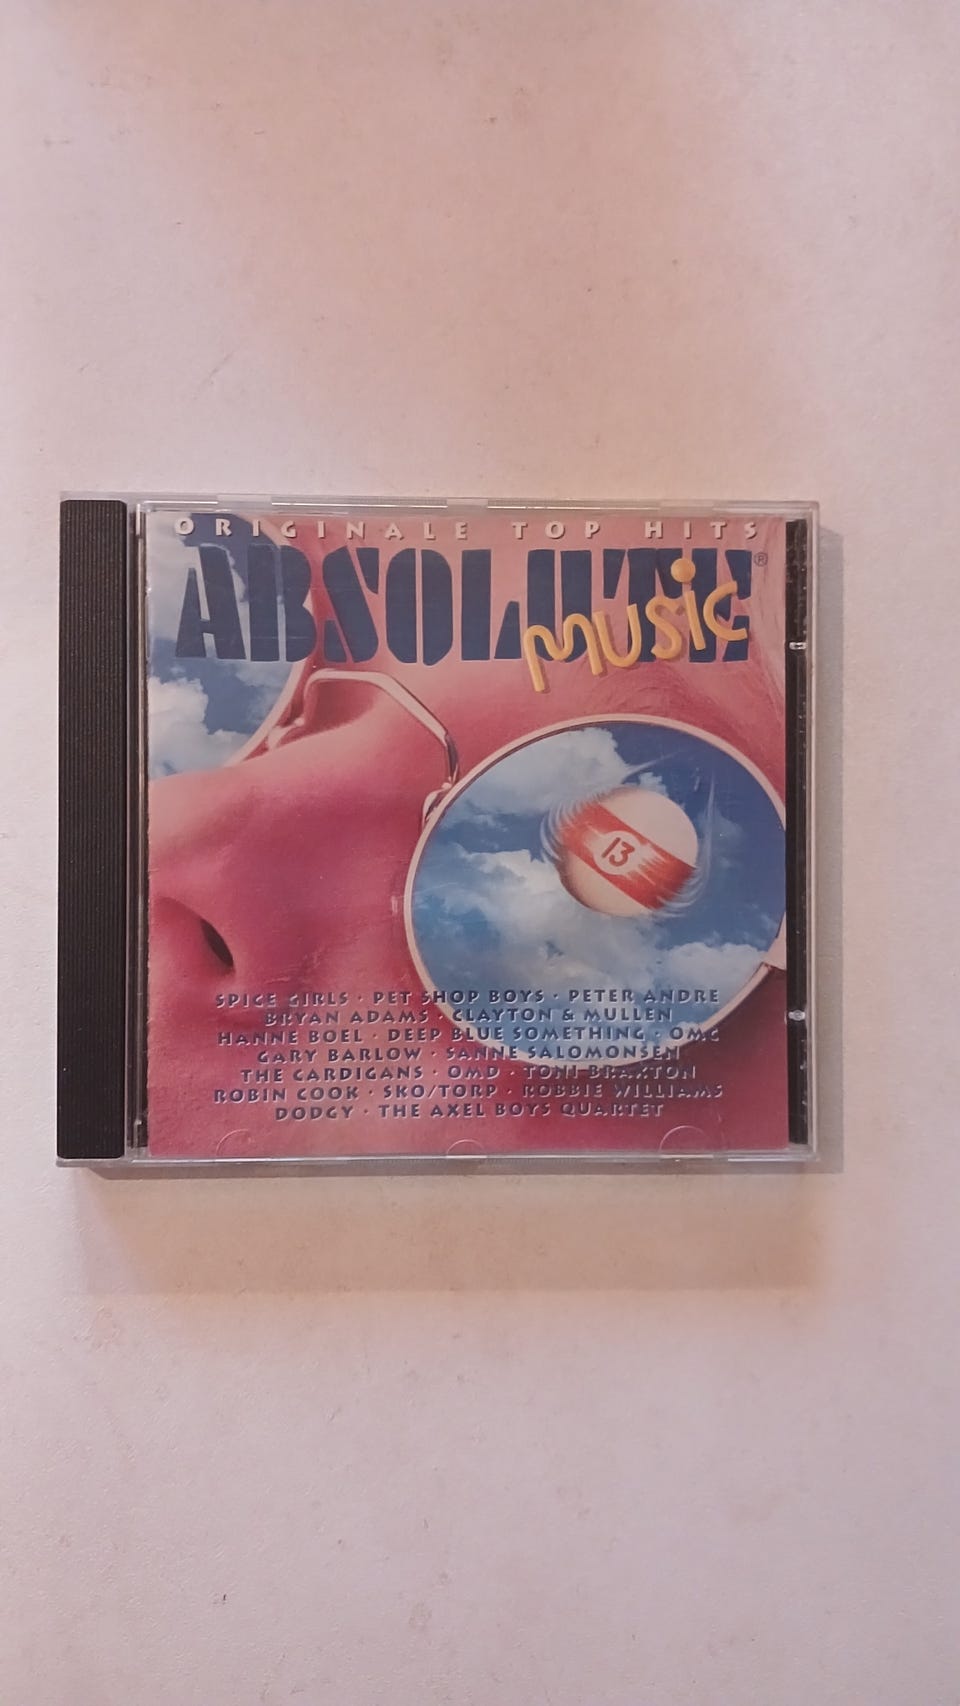 ORIGINALE TOP HITS
ABSOLUTE®
music
13
SPICE GIRLS · PET SHOP BOYS · PETER ANDRE
BRYAN ADAMS · CLAYTON & MULLEN
HANNE BOEL · DEEP BLUE SOMETHING · OMC
GARY BARLOW · SANNE SALOMONSEN
THE CARDIGANS · OMD · TONI BRAXTON
ROBIN COOK · SKO/TORP · ROBBIE WILLIAMS
DODGY · THE AXEL BOYS QUARTET